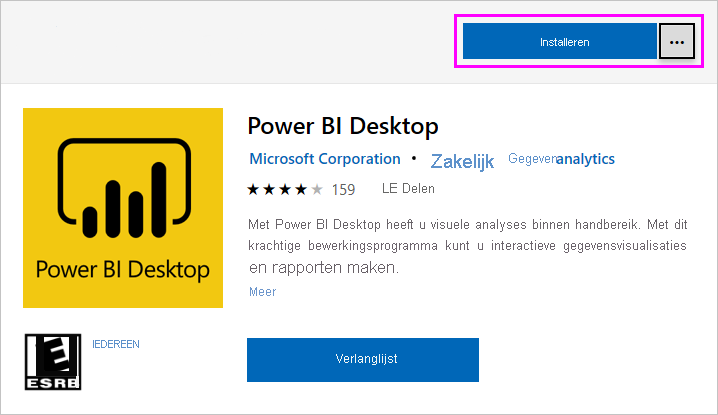 Installeren
...
Power BI Desktop
Microsoft Corporation • Zakelijk Gegevenanalytics
159 LE Delen
Met Power BI Desktop heeft u visuele analyses binnen handbereik. Met dit
krachtige bewerkingsprogramma kunt u interactieve gegevensvisualisaties
en rapporten maken.
Meer
Power BI Desktop
E
ESRB
IEDEREEN
Verlanglijst